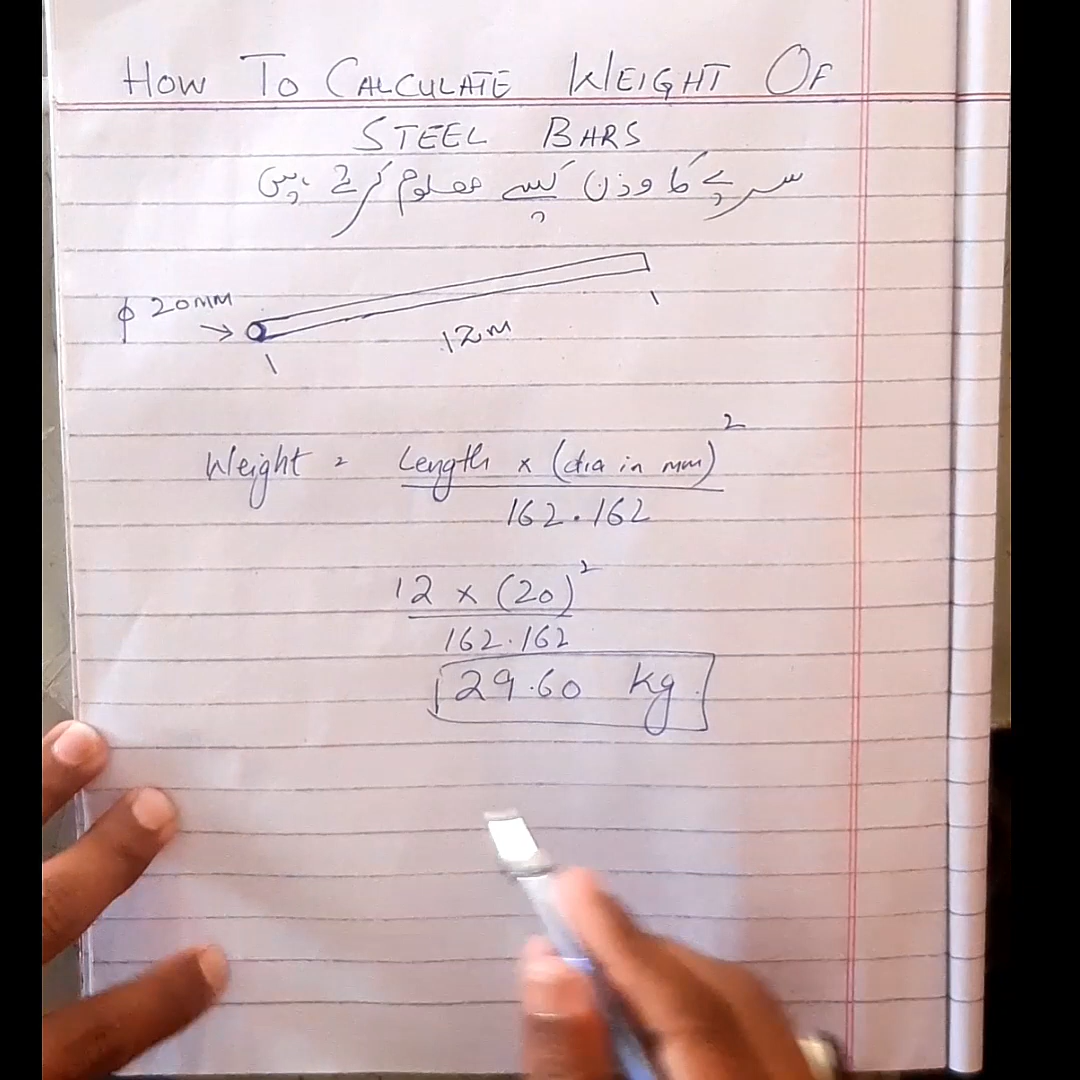 HOW TO CALCULATE WEIGHT OF
STEEL BARS
سریے کا وزن کیسے معلوم کرتے ہیں
ϕ 20mm
12m
Weight = Length × (dia in mm)²
162.162
12 × (20)²
162.162
29.60 kg